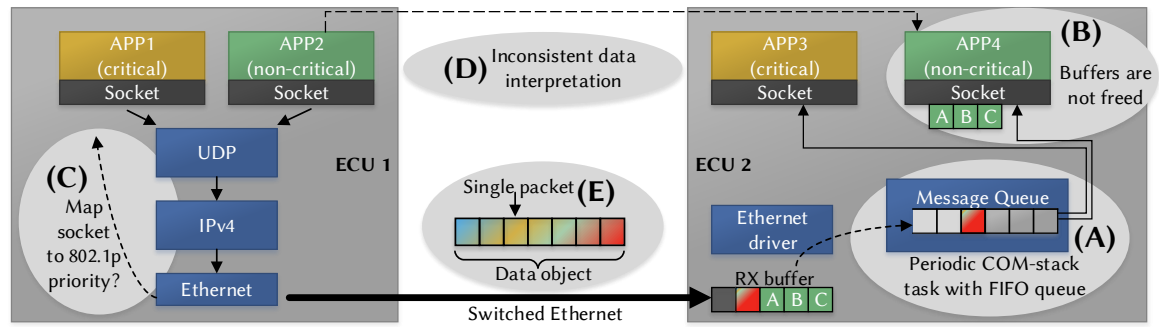 APP1
(critical)
Socket
APP2
(non-critical)
Socket
UDP
IPv4
Ethernet
ECU 1
(C)
Map
socket
to 802.1p
priority?
(D)
Inconsistent data
interpretation
Single packet
(E)
Data object
Switched Ethernet
APP3
(critical)
Socket
APP4
(non-critical)
Socket
A B C
(B)
Buffers are
not freed
ECU 2
Ethernet
driver
RX buffer
A B C
Message Queue
(A)
Periodic COM-stack
task with FIFO queue